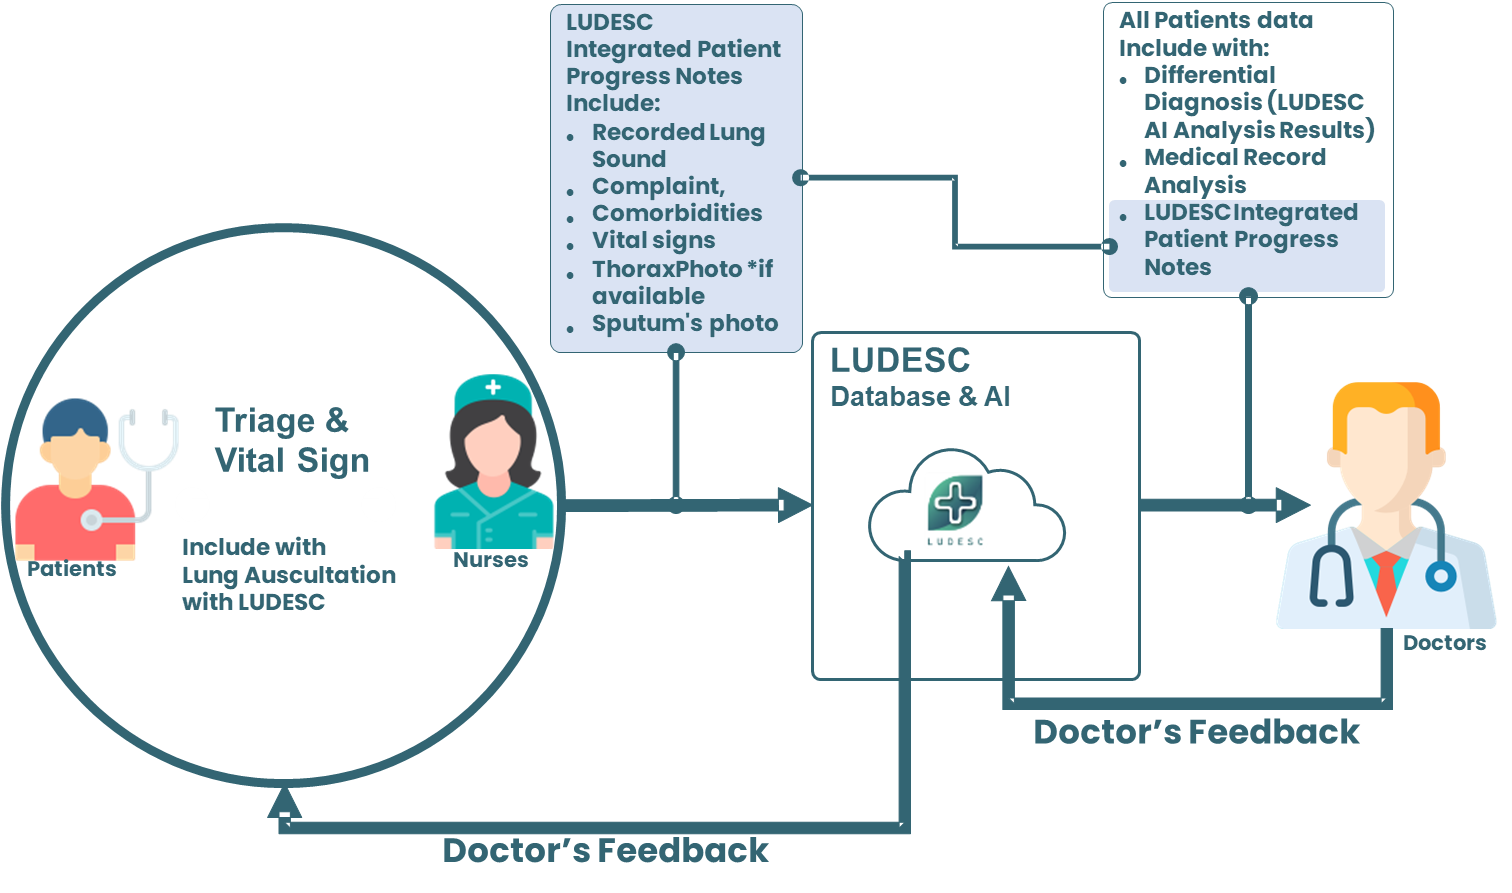 LUDESC
Integrated Patient
Progress Notes
Include:
• Recorded Lung
Sound
• Complaint,
• Comorbidities
• Vital signs
• ThoraxPhoto *if
available
• Sputum's photo
All Patients data
Include with:
• Differential
Diagnosis (LUDESC
AI Analysis Results)
• Medical Record
Analysis
• LUDESC Integrated
Patient Progress
Notes
Triage &
Vital Sign
Include with
Lung Auscultation
with LUDESC
Patients
Nurses
LUDESC
Database & AI
LUDESC
Doctors
Doctor’s Feedback
Doctor’s Feedback